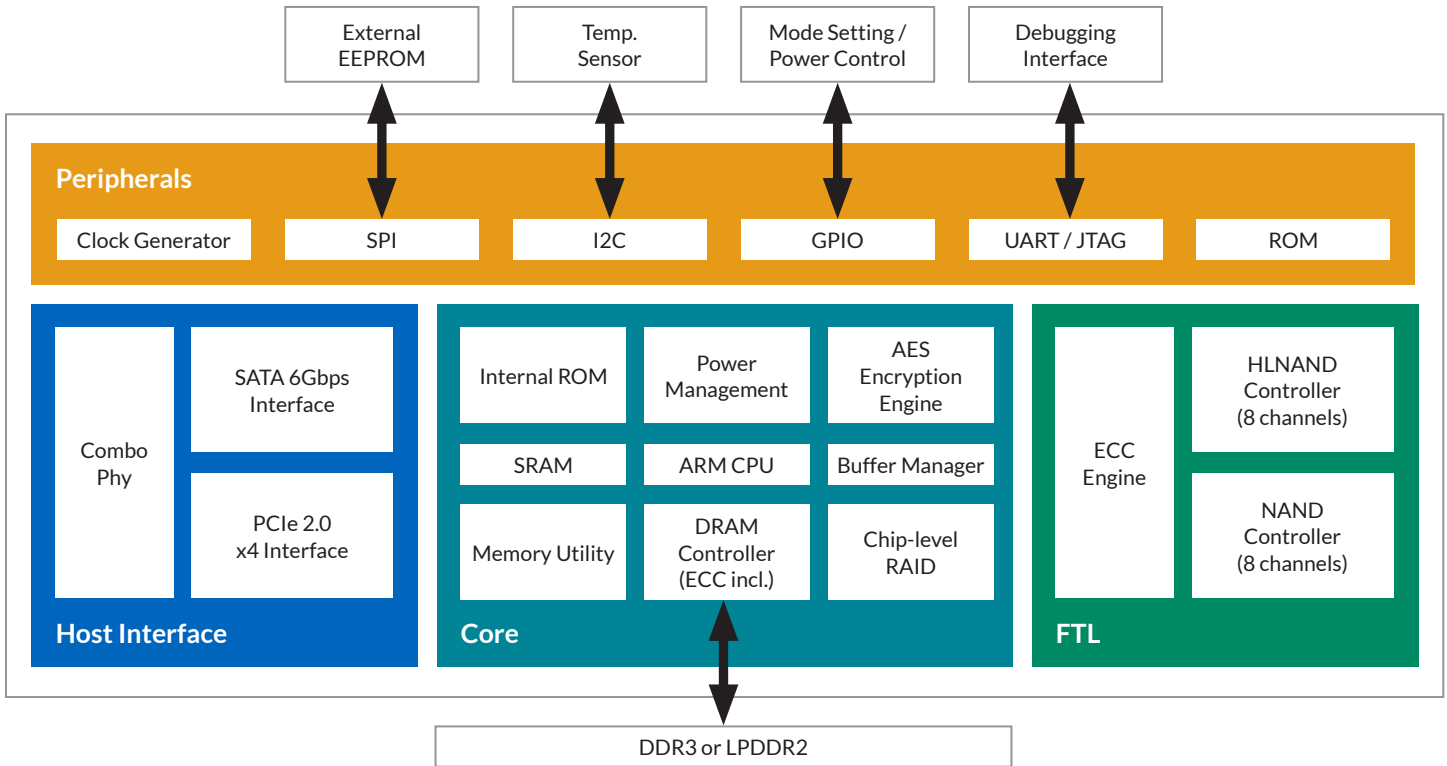 External
EEPROM
Temp.
Sensor
Mode Setting /
Power Control
Debugging
Interface
Peripherals
Clock Generator
SPI
I2C
GPIO
UART / JTAG
ROM
Combo
Phy
SATA 6Gbps
Interface
PCIe 2.0
x4 Interface
Host Interface
Internal ROM
Power
Management
AES
Encryption
Engine
SRAM
ARM CPU
Buffer Manager
Memory Utility
DRAM
Controller
(ECC incl.)
Chip-level
RAID
Core
ECC
Engine
HLNAND
Controller
(8 channels)
NAND
Controller
(8 channels)
FTL
DDR3 or LPDDR2